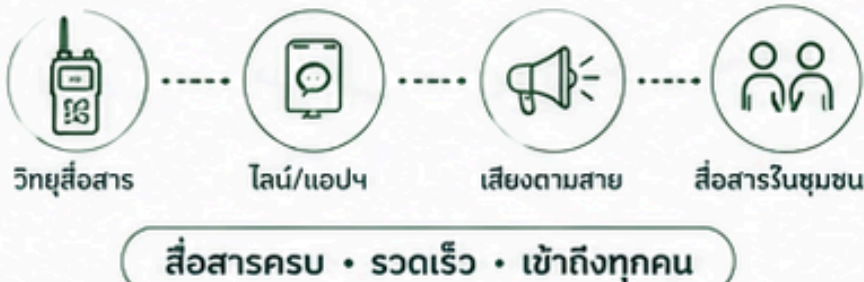 วิทยุสื่อสาร ไลน์/แอปฯ เสียงตามสาย สื่อสารในชุมชน
สื่อสารครบ • รวดเร็ว • เข้าถึงทุกคน